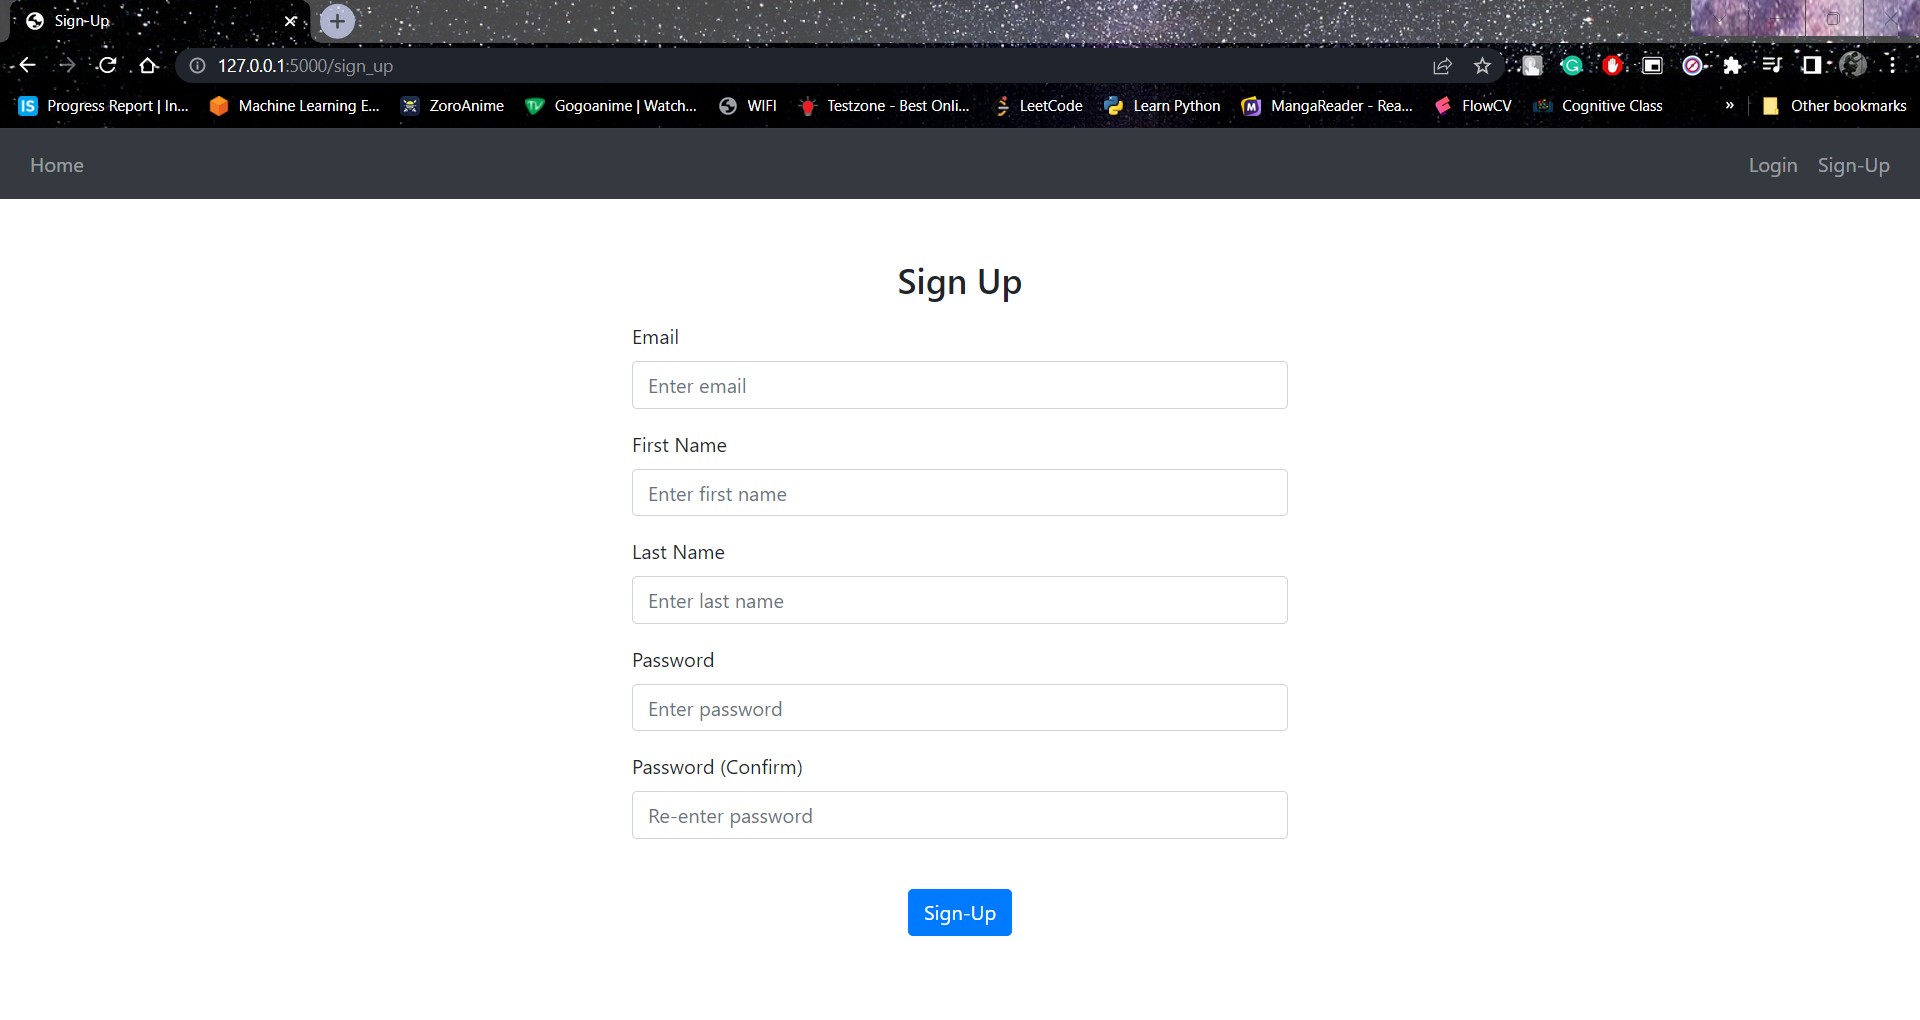 Sign-Up
127.0.0.1:5000/sign_up
Progress Report | In... Machine Learning E... ZoroAnime Gogoanime | Watch... WIFI Testzone - Best Onli... LeetCode Learn Python MangaReader - Rea... FlowCV Cognitive Class » Other bookmarks
Home Login Sign-Up
Sign Up
Email
Enter email
First Name
Enter first name
Last Name
Enter last name
Password
Enter password
Password (Confirm)
Re-enter password
Sign-Up